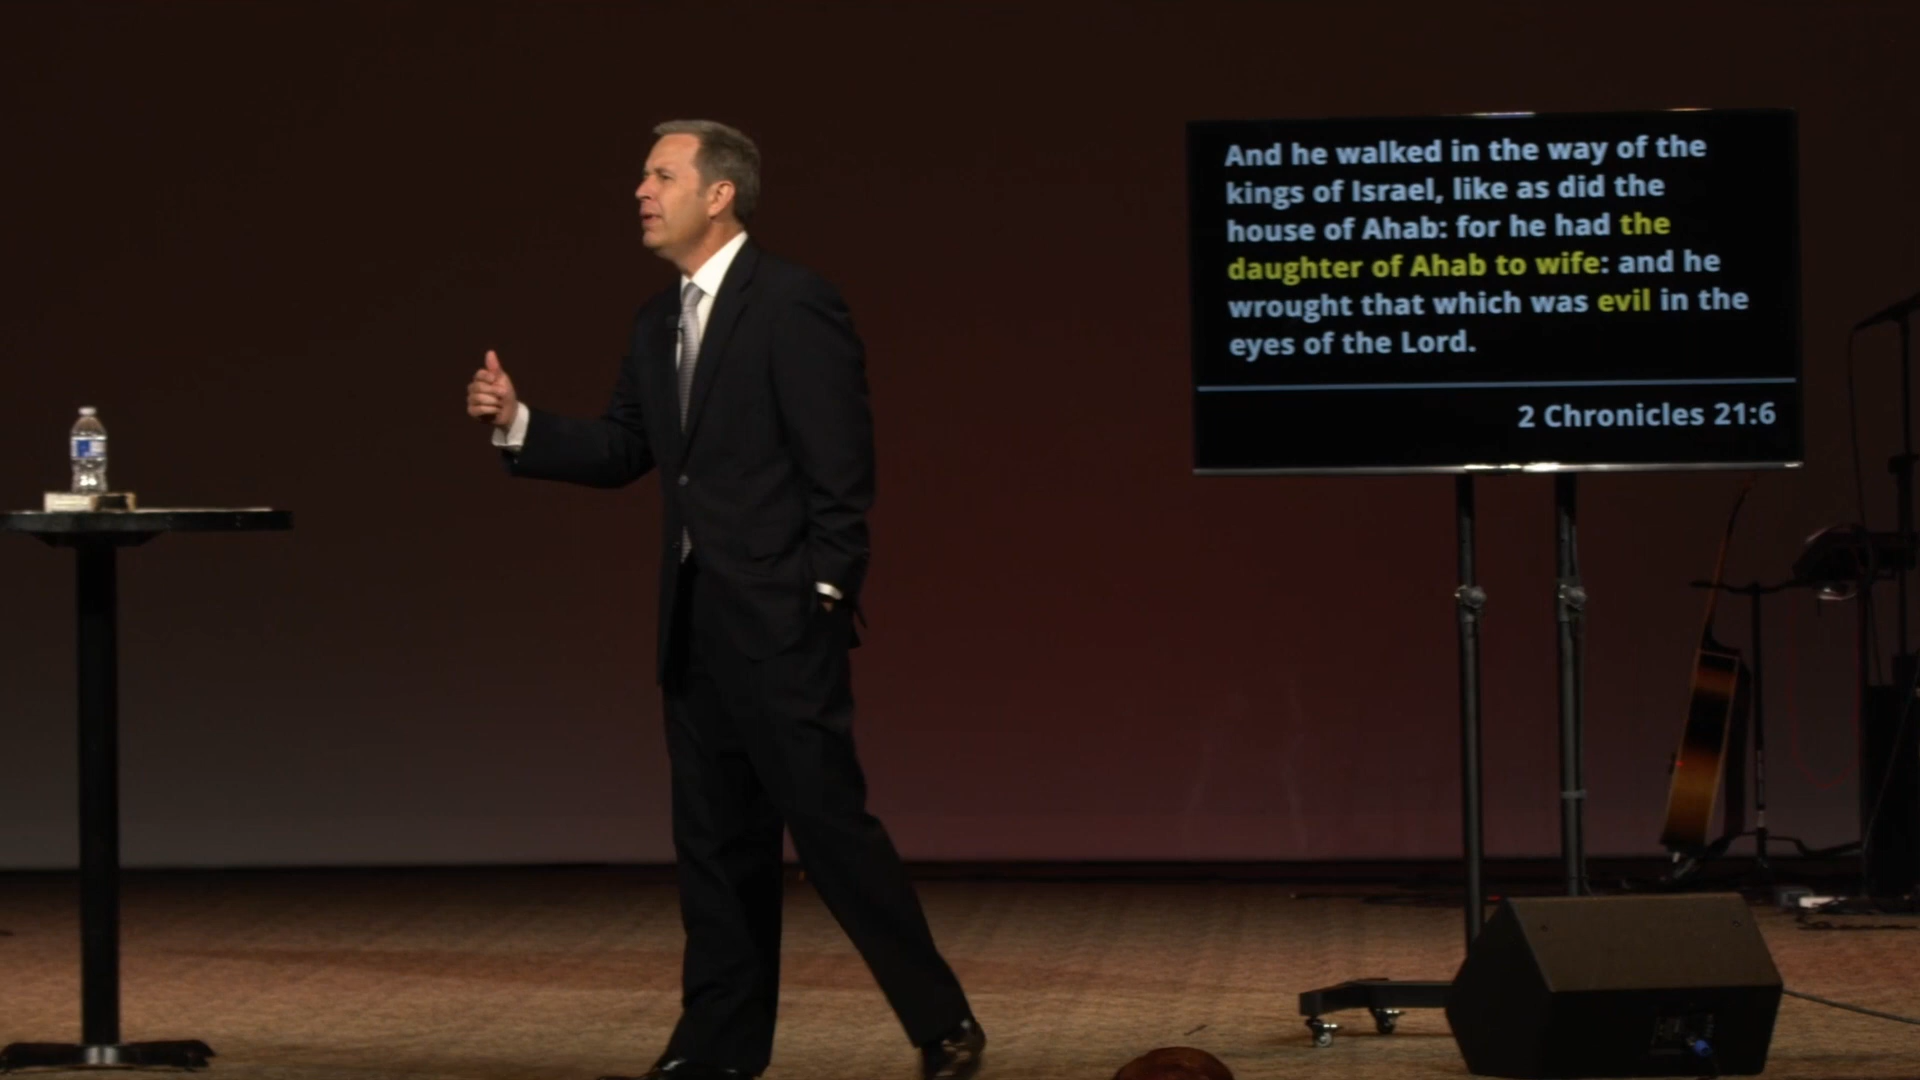 And he walked in the way of the
kings of Israel, like as did the
house of Ahab: for he had the
daughter of Ahab to wife: and he
wrought that which was evil in the
eyes of the Lord.
2 Chronicles 21:6